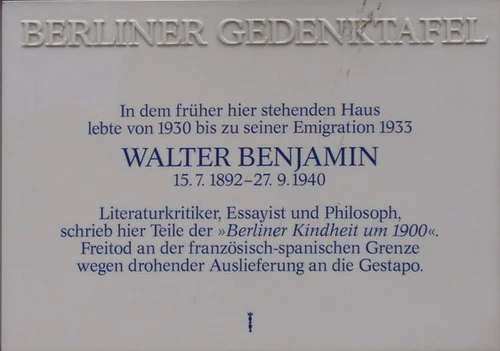 BERLINER GEDENKTAFEL
In dem früher hier stehenden Haus
lebte von 1930 bis zu seiner Emigration 1933
WALTER BENJAMIN
15. 7. 1892–27. 9. 1940
Literaturkritiker, Essayist und Philosoph,
schrieb hier Teile der »Berliner Kindheit um 1900«.
Freitod an der französisch-spanischen Grenze
wegen drohender Auslieferung an die Gestapo.